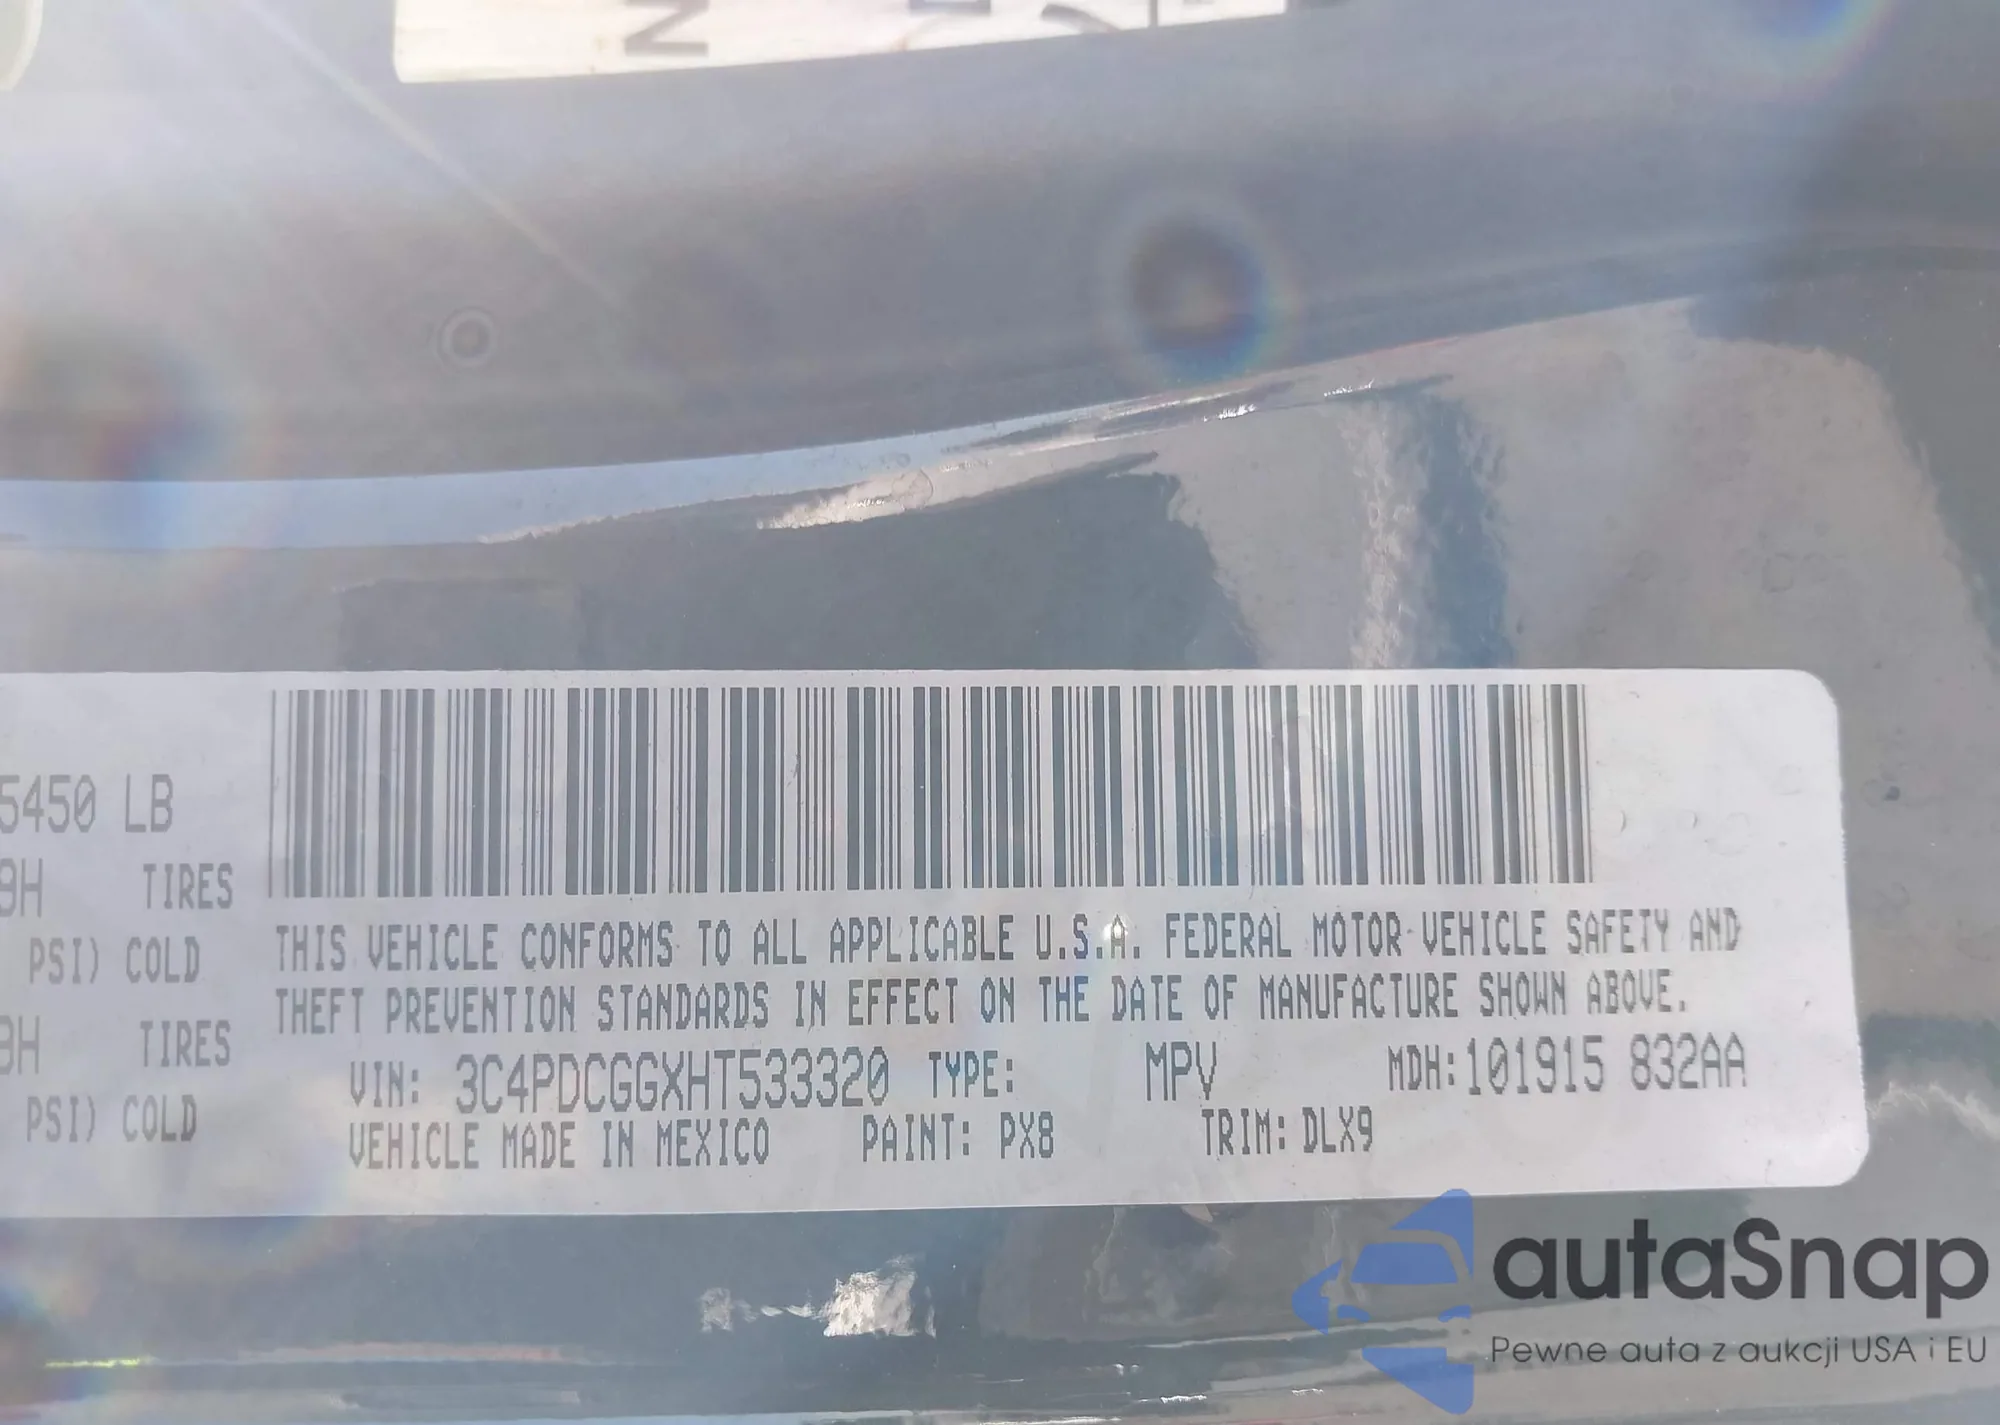 5450 LB
9H TIRES
PSI) COLD
9H TIRES
PSI) COLD
THIS VEHICLE CONFORMS TO ALL APPLICABLE U.S.A. FEDERAL MOTOR VEHICLE SAFETY AND
THEFT PREVENTION STANDARDS IN EFFECT ON THE DATE OF MANUFACTURE SHOWN ABOVE.
VIN: 3C4PDCGGXHT533320 TYPE: MPV MDH:101915 832AA
VEHICLE MADE IN MEXICO PAINT: PX8 TRIM: DLX9
autaSnap
Pewne auta z aukcji USA i EU